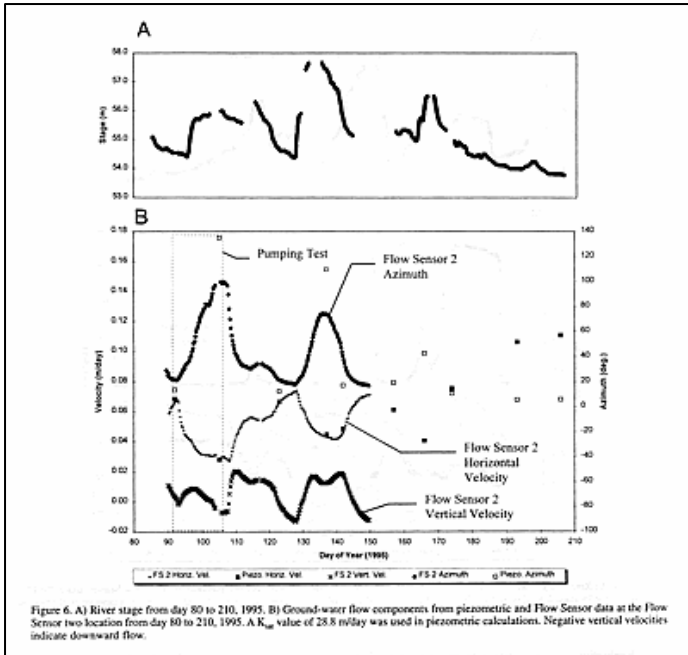 A
58.0
57.0
56.0
55.0
54.0
53.0
Stage (m)
B
0.18
0.16
0.14
0.12
0.10
0.08
0.06
0.04
0.02
0.00
-0.02
Velocity (m/day)
140
120
100
80
60
40
20
0
-20
-40
-60
-80
-100
Azimuth (deg.)
Pumping Test
Flow Sensor 2
Azimuth
Flow Sensor 2
Horizontal
Velocity
Flow Sensor 2
Vertical Velocity
80 90 100 110 120 130 140 150 160 170 180 190 200 210
Day of Year (1995)
FS 2 Horiz. Vel. Piezo. Horiz. Vel. FS 2 Vert. Vel. FS 2 Azimuth Piezo. Azimuth
Figure 6. A) River stage from day 80 to 210, 1995. B) Ground-water flow components from piezometric and Flow Sensor data at the Flow
Sensor two location from day 80 to 210, 1995. A Ksat value of 28.8 m/day was used in piezometric calculations. Negative vertical velocities
indicate downward flow.